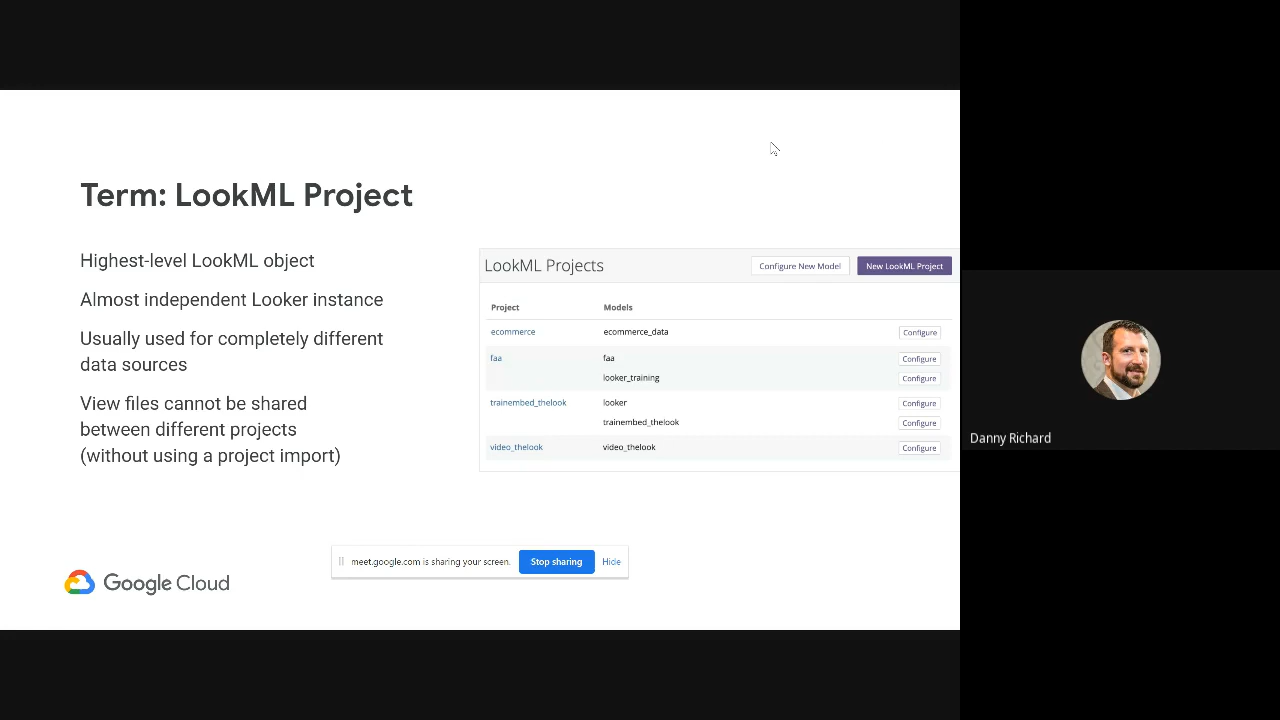 Term: LookML Project
Highest-level LookML object
Almost independent Looker instance
Usually used for completely different
data sources
View files cannot be shared
between different projects
(without using a project import)
LookML Projects
Configure New Model
New LookML Project
Project Models
ecommerce ecommerce_data Configure
faa faa Configure
looker_training Configure
trainembed_thelook looker Configure
trainembed_thelook Configure
video_thelook video_thelook Configure
meet.google.com is sharing your screen. Stop sharing Hide
Google Cloud
Danny Richard